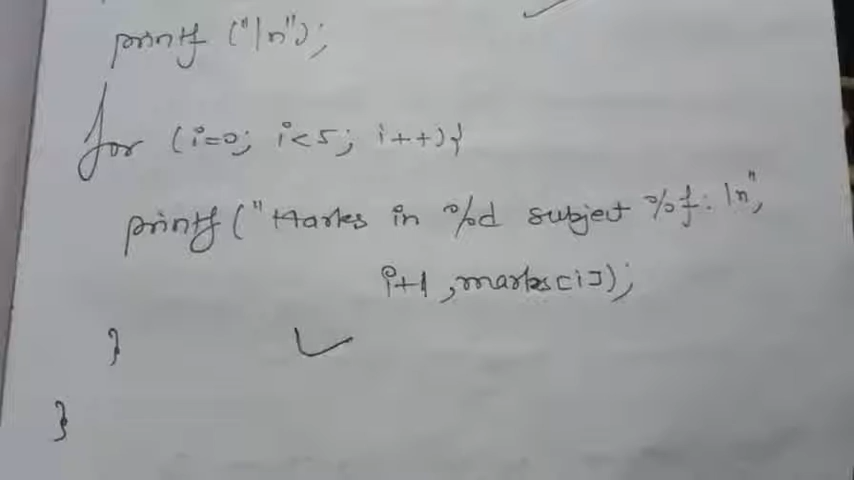 printf ("\n");
for (i=0; i<5; i++){
printf (" Marks in %d subject %f: \n",
i+1, marks[i]);
}
}